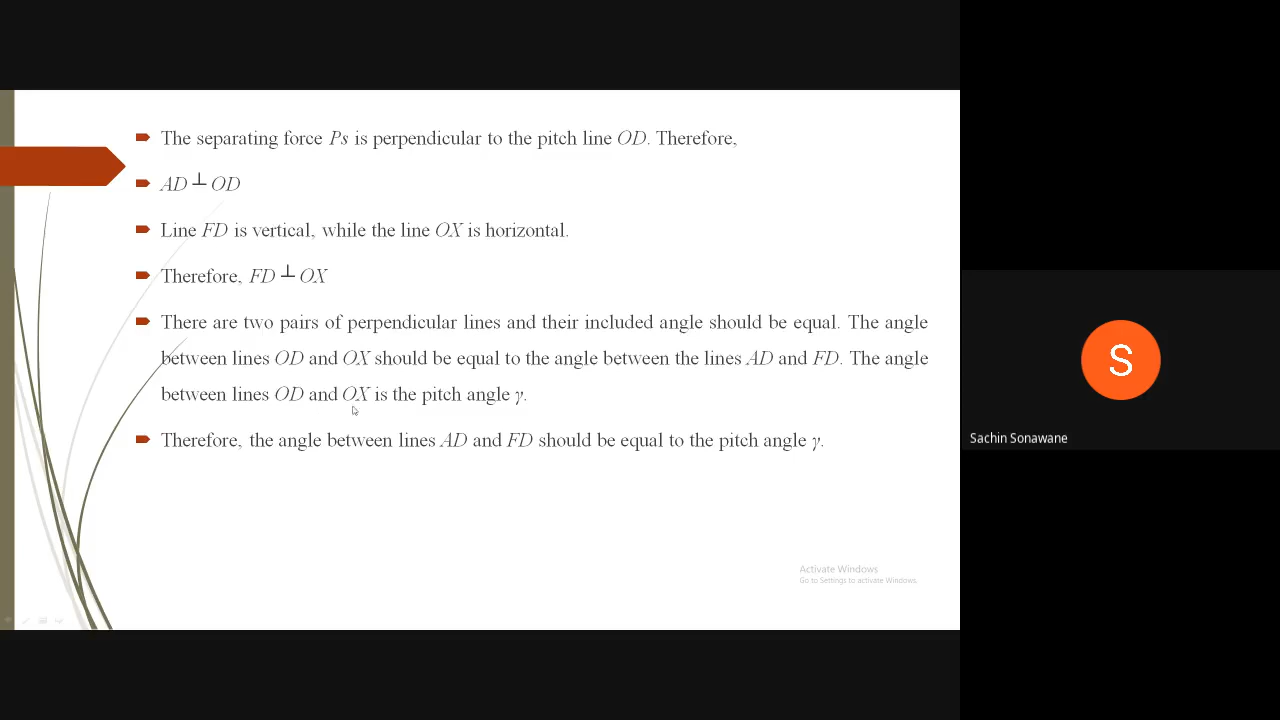 The separating force Ps is perpendicular to the pitch line OD. Therefore,
AD ⊥ OD
Line FD is vertical, while the line OX is horizontal.
Therefore, FD ⊥ OX
There are two pairs of perpendicular lines and their included angle should be equal. The angle
between lines OD and OX should be equal to the angle between the lines AD and FD. The angle
between lines OD and OX is the pitch angle γ.
Therefore, the angle between lines AD and FD should be equal to the pitch angle γ.
Activate Windows
Go to Settings to activate Windows.
S
Sachin Sonawane